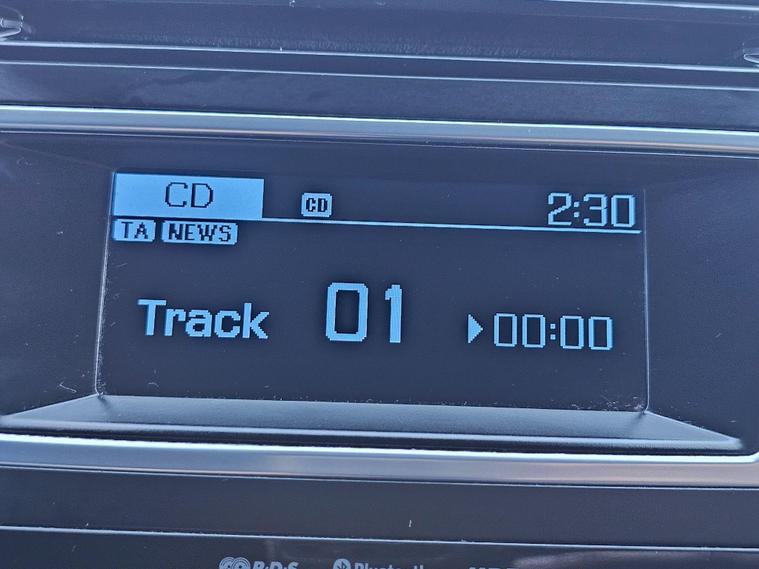 CD CD 2:30
TA NEWS
Track 01 ▶00:00
R·D·S